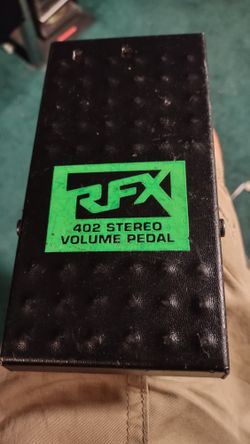 RFX
402 STEREO
VOLUME PEDAL